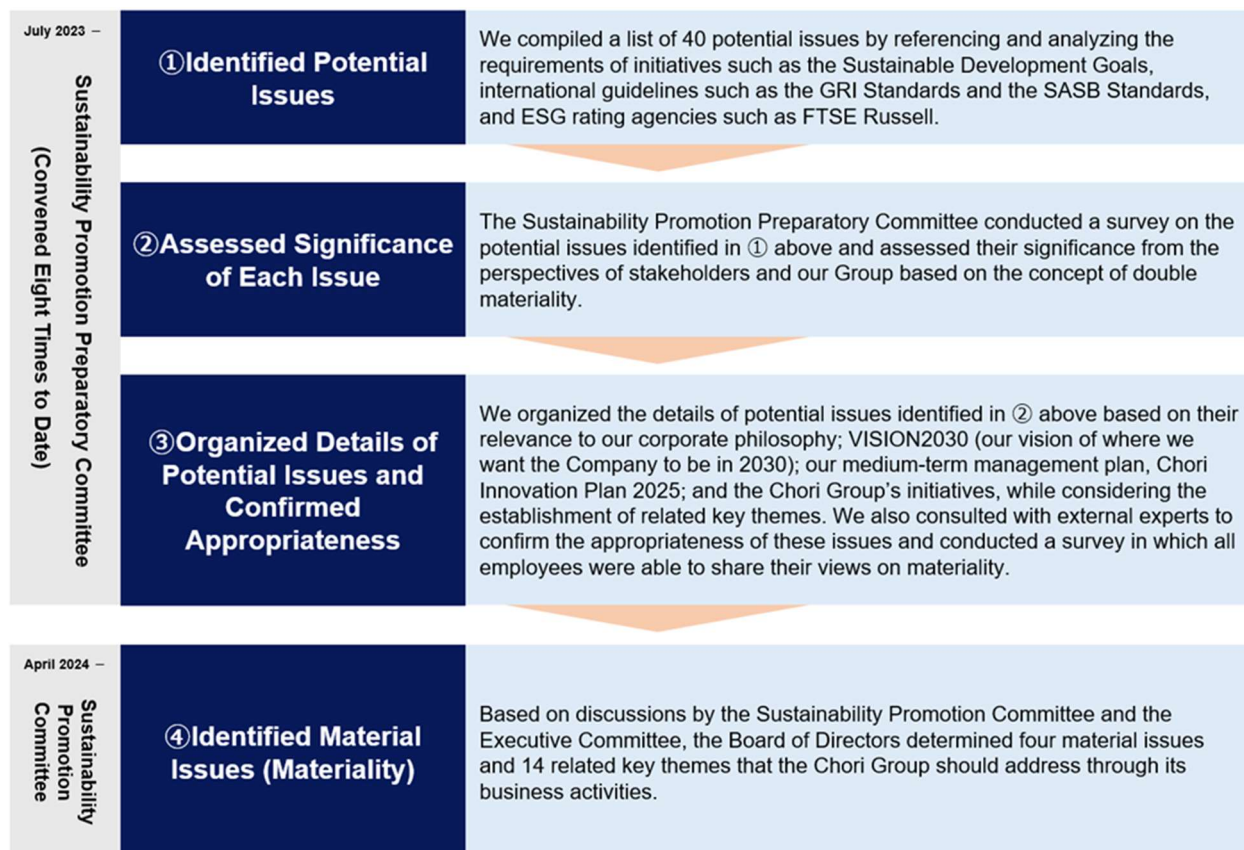 July 2023 –
Sustainability Promotion Preparatory Committee
(Convened Eight Times to Date)
①Identified Potential
Issues
We compiled a list of 40 potential issues by referencing and analyzing the
requirements of initiatives such as the Sustainable Development Goals,
international guidelines such as the GRI Standards and the SASB Standards,
and ESG rating agencies such as FTSE Russell.
②Assessed Significance
of Each Issue
The Sustainability Promotion Preparatory Committee conducted a survey on the
potential issues identified in ① above and assessed their significance from the
perspectives of stakeholders and our Group based on the concept of double
materiality.
③Organized Details of
Potential Issues and
Confirmed
Appropriateness
We organized the details of potential issues identified in ② above based on their
relevance to our corporate philosophy; VISION2030 (our vision of where we
want the Company to be in 2030); our medium-term management plan, Chori
Innovation Plan 2025; and the Chori Group’s initiatives, while considering the
establishment of related key themes. We also consulted with external experts to
confirm the appropriateness of these issues and conducted a survey in which all
employees were able to share their views on materiality.
April 2024 –
Sustainability
Promotion
Committee
④Identified Material
Issues (Materiality)
Based on discussions by the Sustainability Promotion Committee and the
Executive Committee, the Board of Directors determined four material issues
and 14 related key themes that the Chori Group should address through its
business activities.